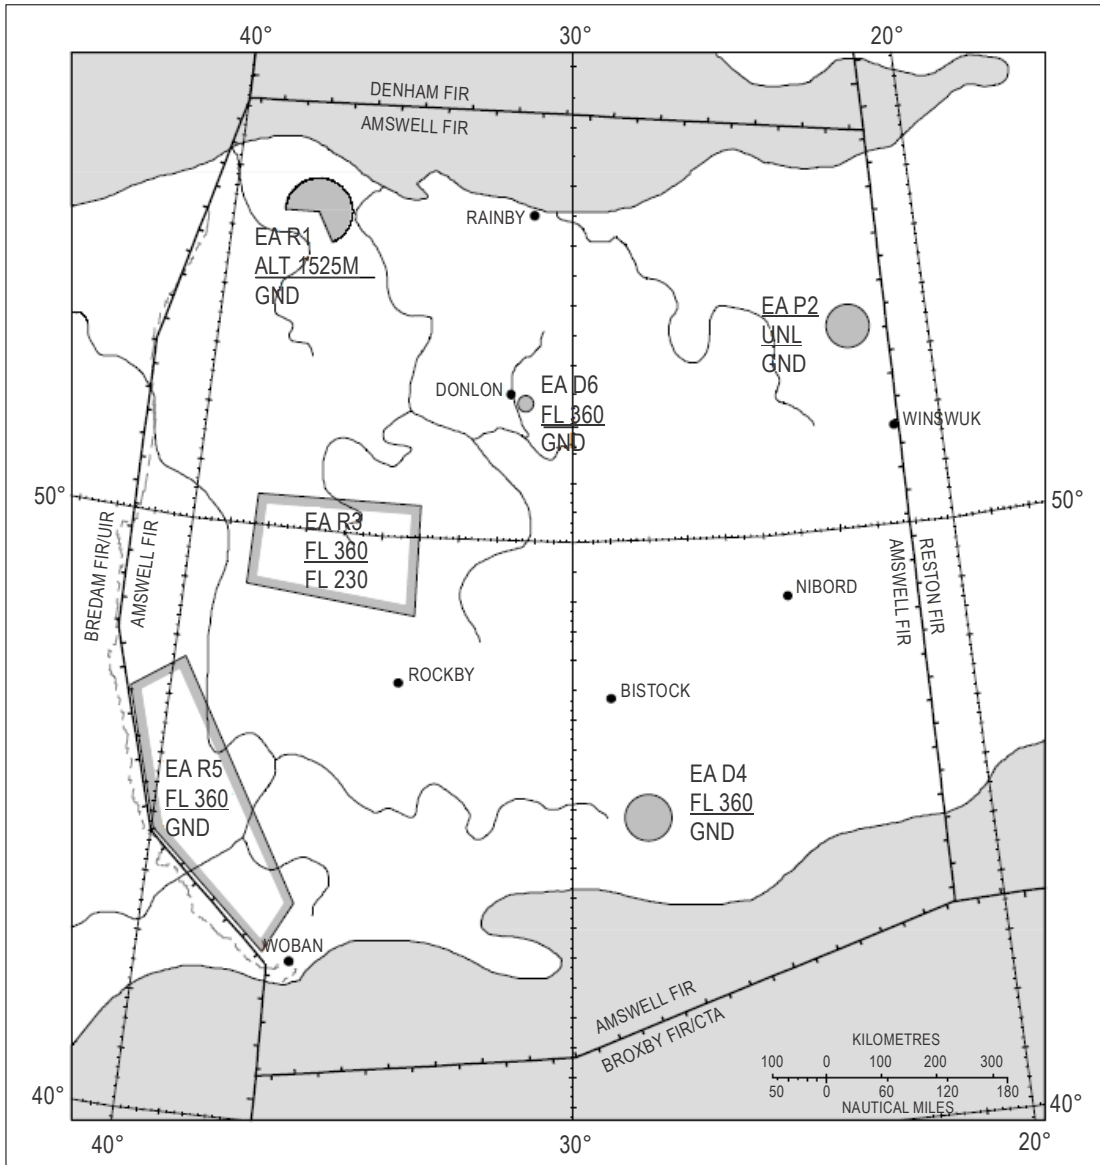 40°
30°
20°
DENHAM FIR
AMSWELL FIR
RAINBY
EA R1
ALT 1525M
GND
EA P2
UNL
GND
DONLON
EA D6
FL 360
GND
WINSWUK
50°
50°
EA R3
FL 360
FL 230
BREDAM FIR/UIR
AMSWELL FIR
AMSWELL FIR
RESTON FIR
NIBORD
ROCKBY
BISTOCK
EA R5
FL 360
GND
EA D4
FL 360
GND
WOBAN
AMSWELL FIR
BROXBY FIR/CTA
KILOMETRES
100 0 100 200 300
50 0 60 120 180
NAUTICAL MILES
40°
40°
40°
30°
20°